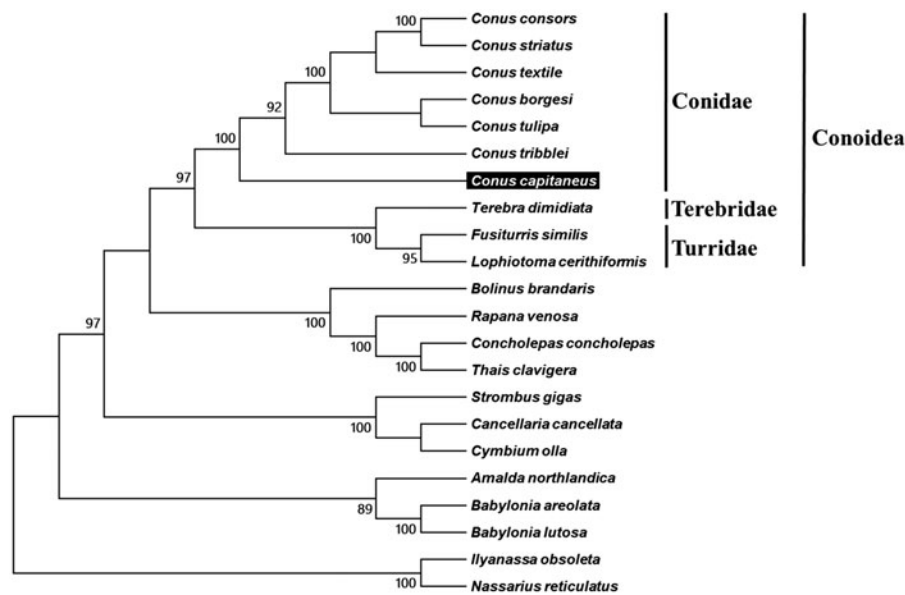 100
Conus consors
Conus striatus
100
Conus textile
92
Conus borgesi
Conidae
100
Conus tulipa
Conoidea
Conus tribblei
97
Conus capitaneus
Terebra dimidiata
Terebridae
100
Fusiturris similis
Turridae
95
Lophiotoma cerithiformis
Bolinus brandaris
100
Rapana venosa
97
Concholepas concholepas
100
Thais clavigera
Strombus gigas
100
Cancellaria cancellata
Cymbium olla
Amalda northlandica
89
Babylonia areolata
100
Babylonia lutosa
Ilyanassa obsoleta
100
Nassarius reticulatus